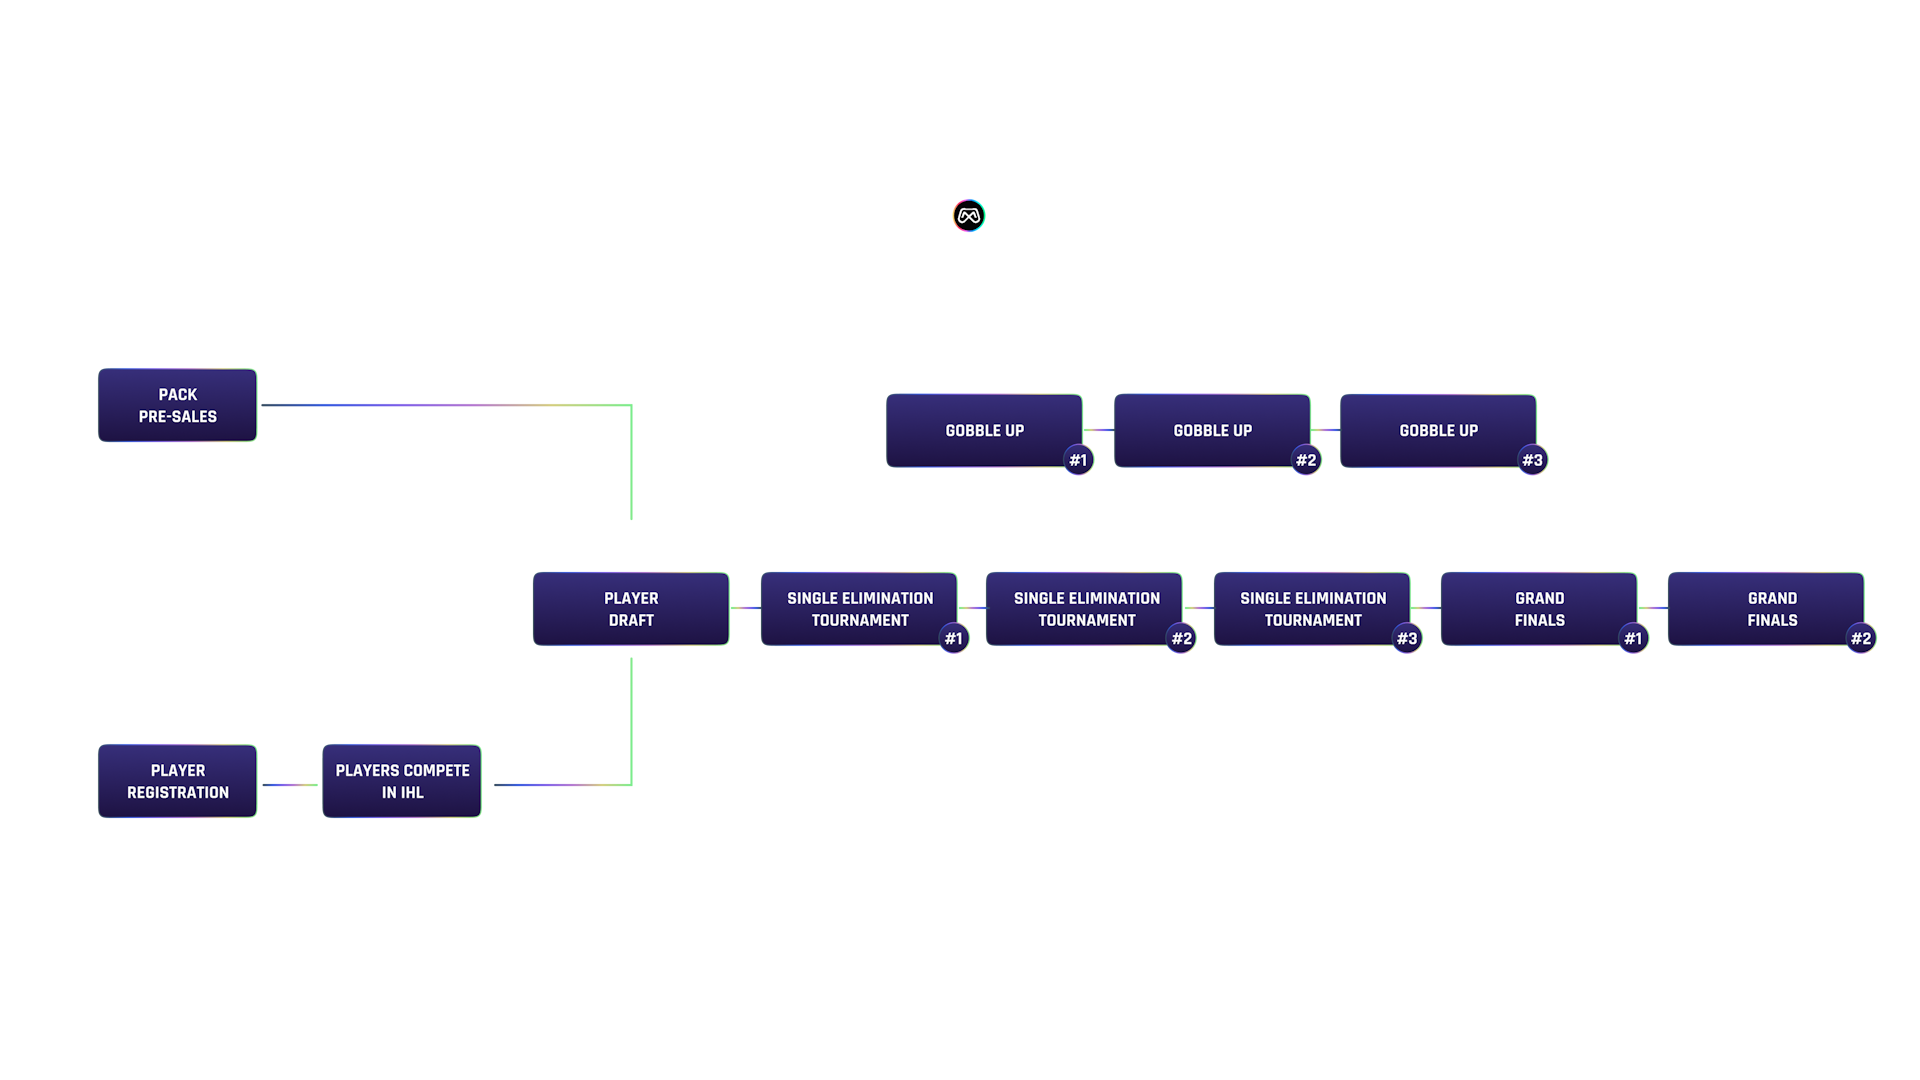 PACK
PRE-SALES
GOBBLE UP
#1
GOBBLE UP
#2
GOBBLE UP
#3
PLAYER
DRAFT
SINGLE ELIMINATION
TOURNAMENT
#1
SINGLE ELIMINATION
TOURNAMENT
#2
SINGLE ELIMINATION
TOURNAMENT
#3
GRAND
FINALS
#1
GRAND
FINALS
#2
PLAYER
REGISTRATION
PLAYERS COMPETE
IN IHL